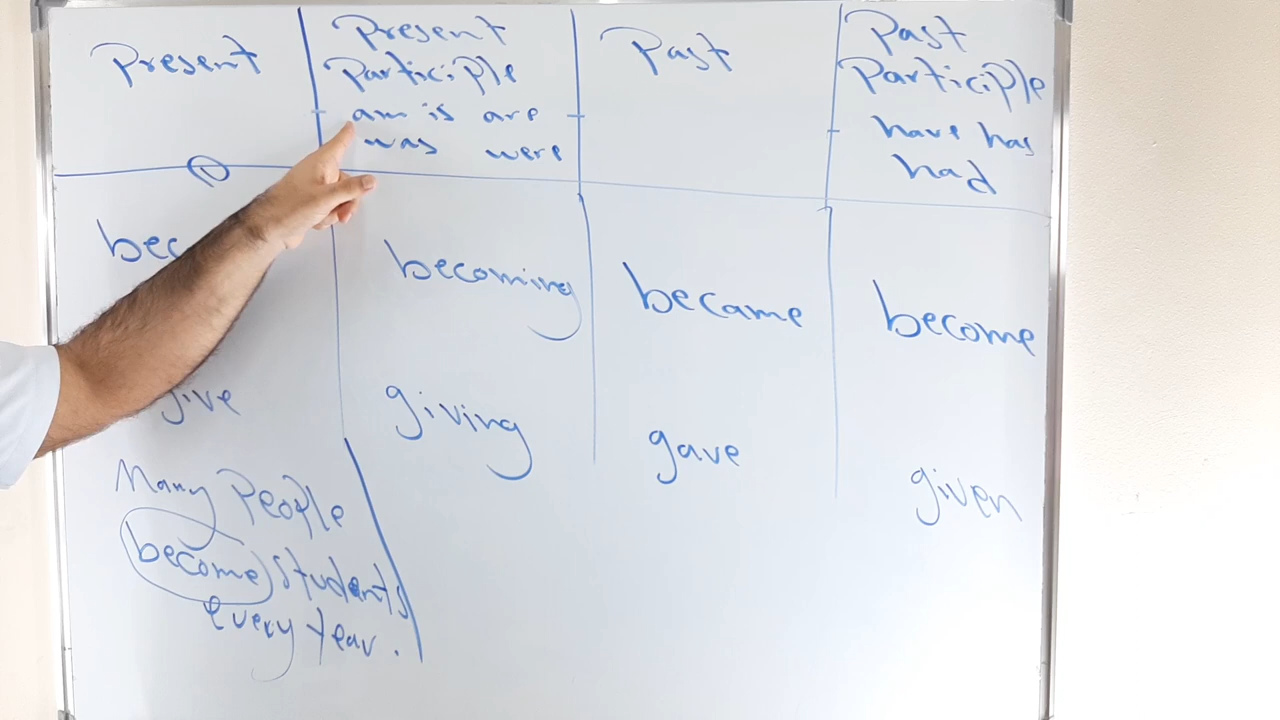 Present
Present
Participle
am is are
was were
Past
Past
Participle
have has
had
bec
becoming
became
become
give
giving
gave
given
Many People
become students
every year.